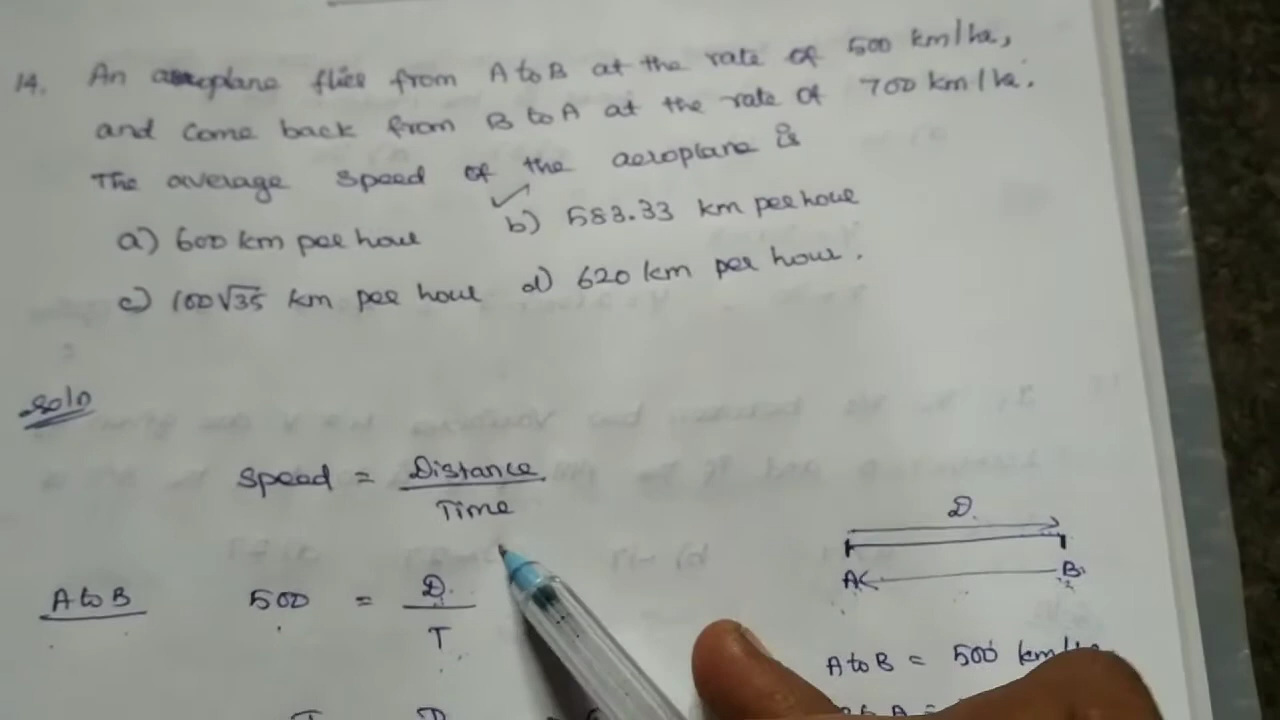 14. An aeroplane flies from A to B at the rate of 500 km/hr,
and come back from B to A at the rate of 700 km/hr.
The average speed of the aeroplane is
a) 600 km per hour b) 583.33 km per hour
c) 100√35 km per hour d) 620 km per hour.
Soln
Speed = Distance / Time
D
A B
A to B 500 = D / T
A to B = 500 km/hr